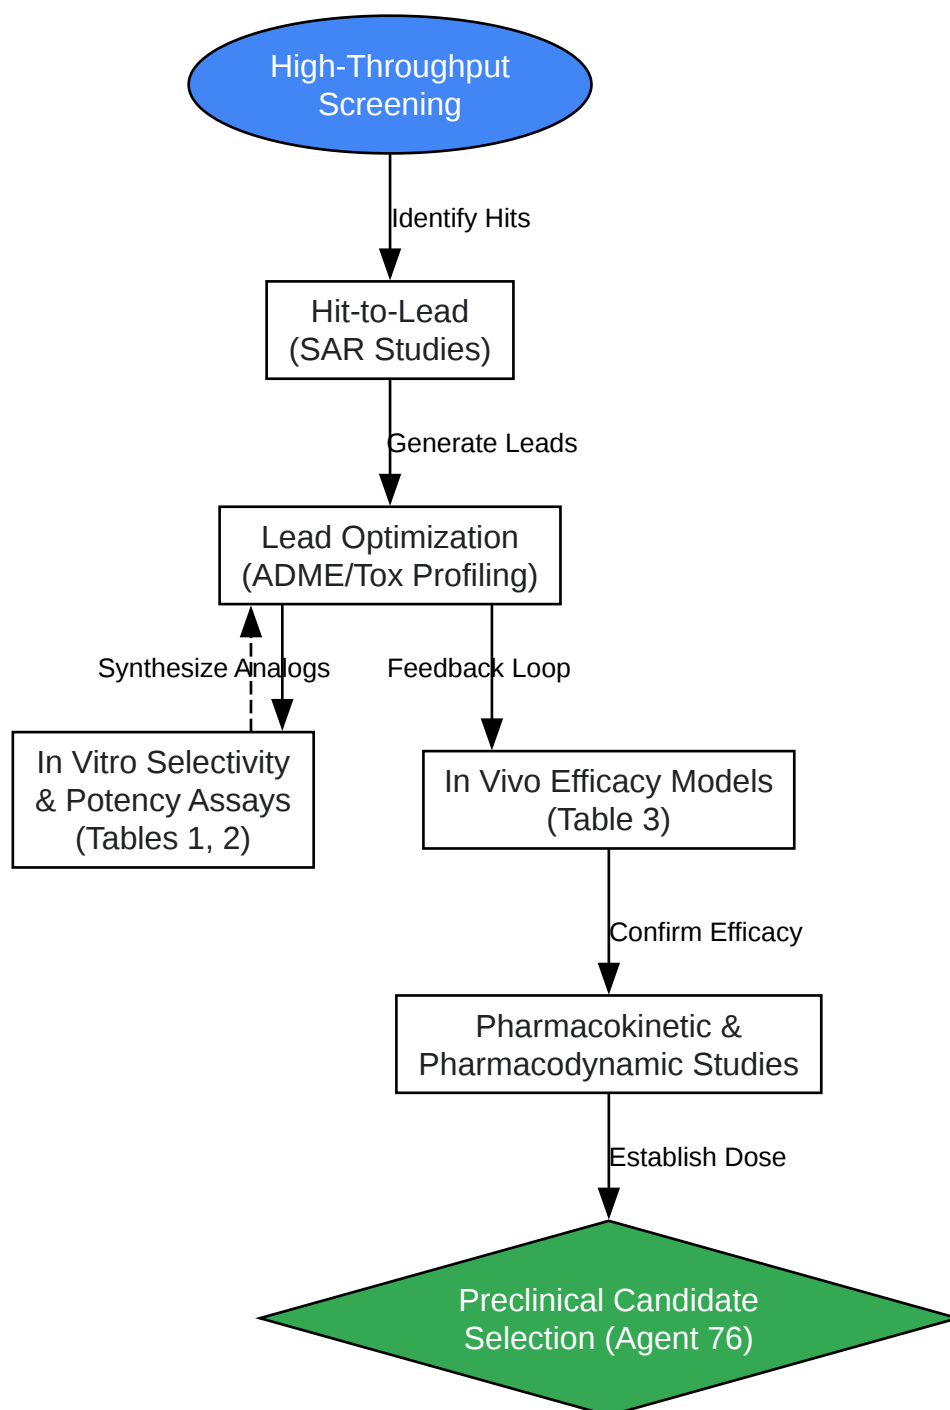 High-Throughput
Screening
Identify Hits
Hit-to-Lead
(SAR Studies)
Generate Leads
Lead Optimization
(ADME/Tox Profiling)
Synthesize Analogs
Feedback Loop
In Vitro Selectivity
& Potency Assays
(Tables 1, 2)
In Vivo Efficacy Models
(Table 3)
Confirm Efficacy
Pharmacokinetic &
Pharmacodynamic Studies
Establish Dose
Preclinical Candidate
Selection (Agent 76)